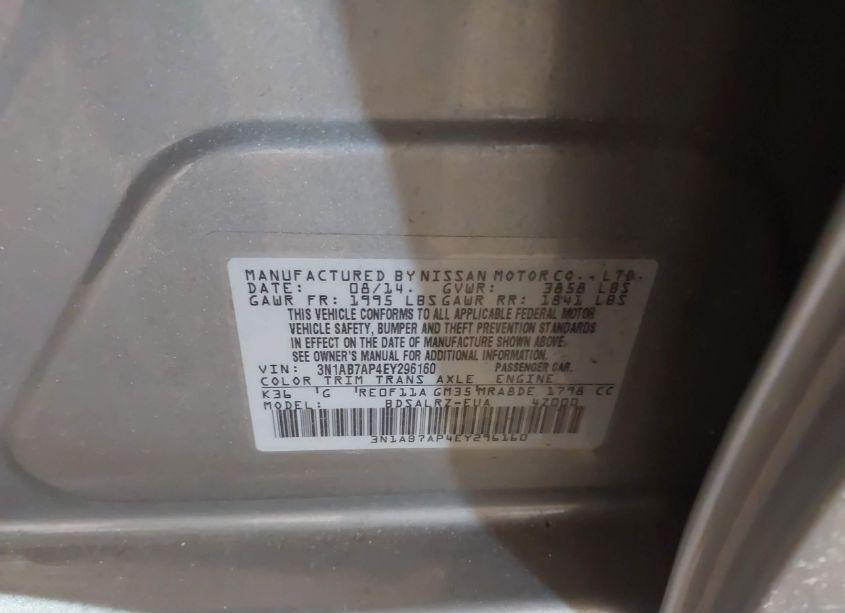 MANUFACTURED BY NISSAN MOTOR CO., LTD.
DATE: 08/14. GVWR: 3858 LBS
GAWR FR: 1995 LBS GAWR RR: 1841 LBS
THIS VEHICLE CONFORMS TO ALL APPLICABLE FEDERAL MOTOR
VEHICLE SAFETY, BUMPER AND THEFT PREVENTION STANDARDS
IN EFFECT ON THE DATE OF MANUFACTURE SHOWN ABOVE.
SEE OWNER'S MANUAL FOR ADDITIONAL INFORMATION.
VIN: 3N1AB7AP4EY296160 PASSENGER CAR.
COLOR TRIM TRANS AXLE ENGINE
K36 G RE0F11A GM35 MRA8DE 1798 CC
MODEL: BDSALRZ-EUA 4Z000
3N1AB7AP4EY296160